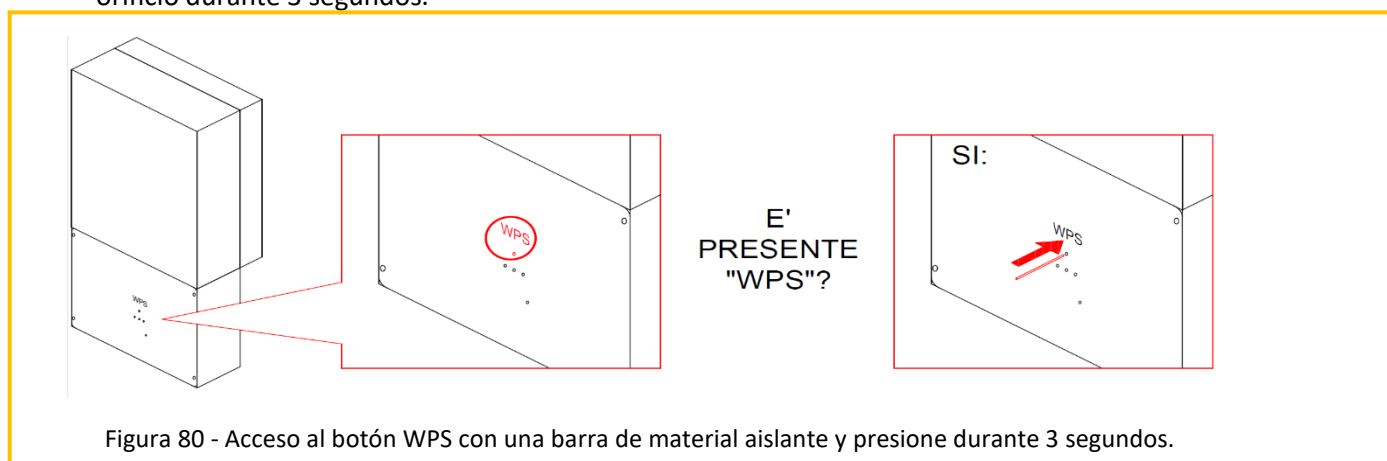 orificio durante 3 segundos.
SI:
WPS
WPS
E'
PRESENTE
"WPS"?
WPS
Figura 80 - Acceso al botón WPS con una barra de material aislante y presione durante 3 segundos.